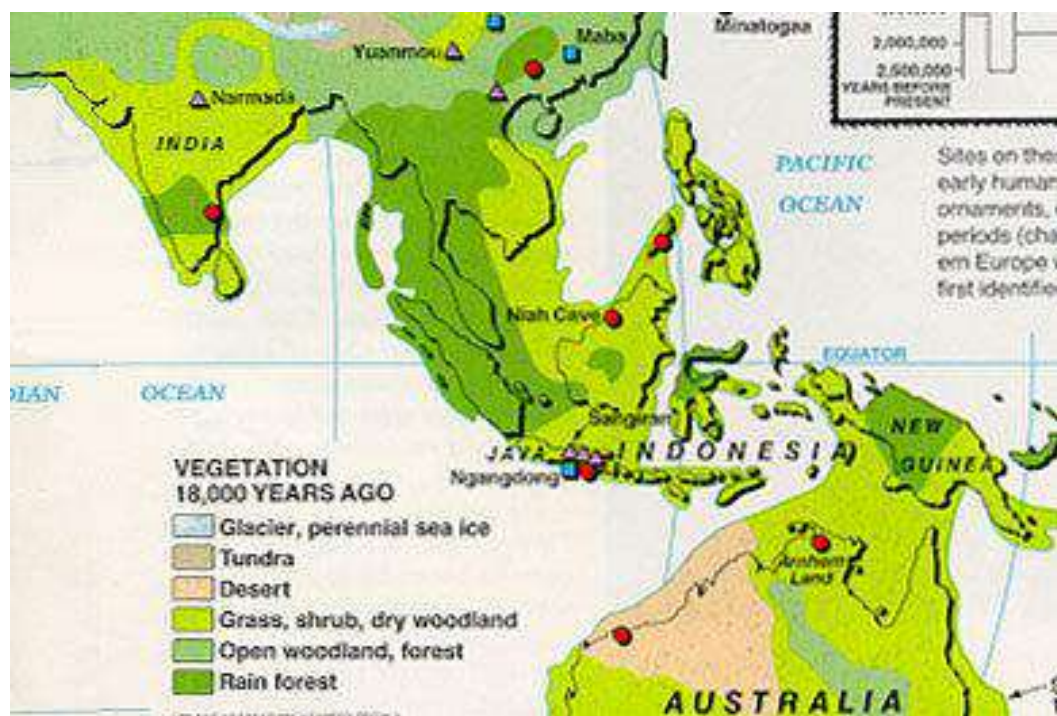 Minatogaa
Maba
Yuanmou
2,000,000
2,500,000
YEARS BEFORE
PRESENT
Narmada
INDIA
PACIFIC
OCEAN
Sites on the
early human
ornaments,
periods (cha
ern Europe
first identifie
Niah Cave
EQUATOR
OCEAN
Sangiran
NEW
GUINEA
JAVA
INDONESIA
Ngangdong
VEGETATION
18,000 YEARS AGO
Glacier, perennial sea ice
Tundra
Desert
Grass, shrub, dry woodland
Open woodland, forest
Rain forest
Arnhem
Land
AUSTRALIA